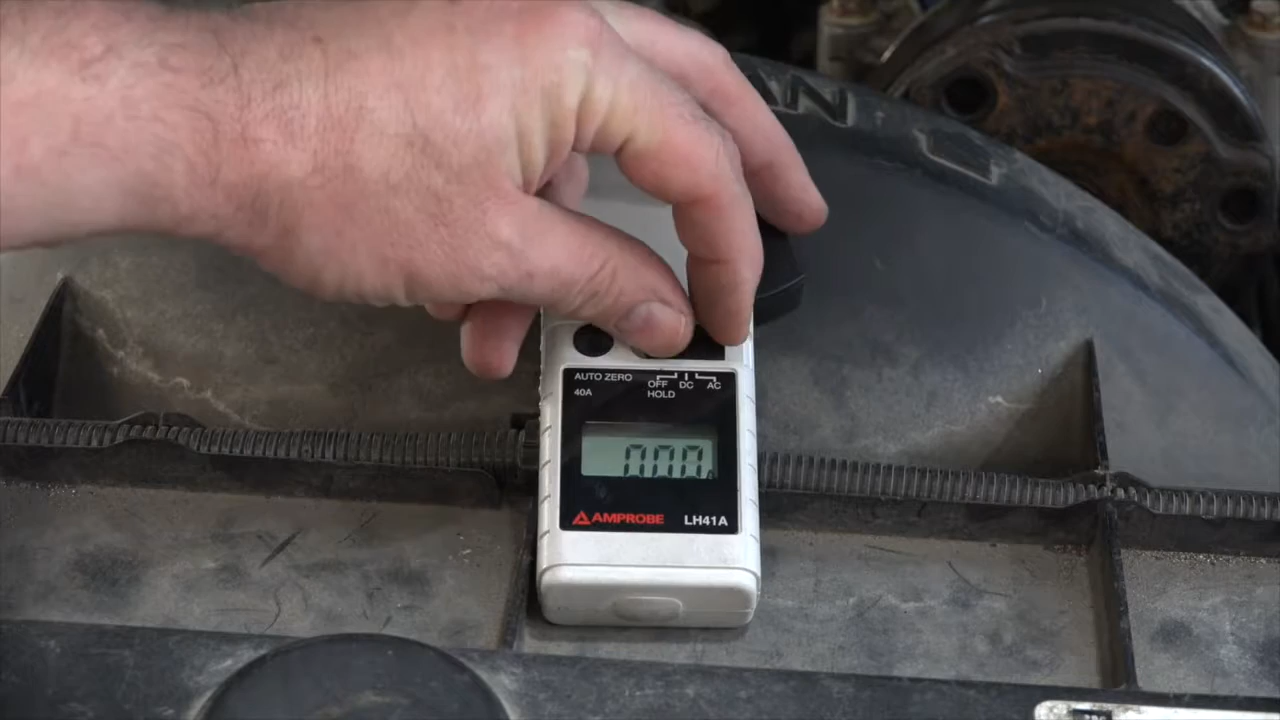 AUTO ZERO
40A
OFF DC AC
HOLD
000
A
AMPROBE LH41A